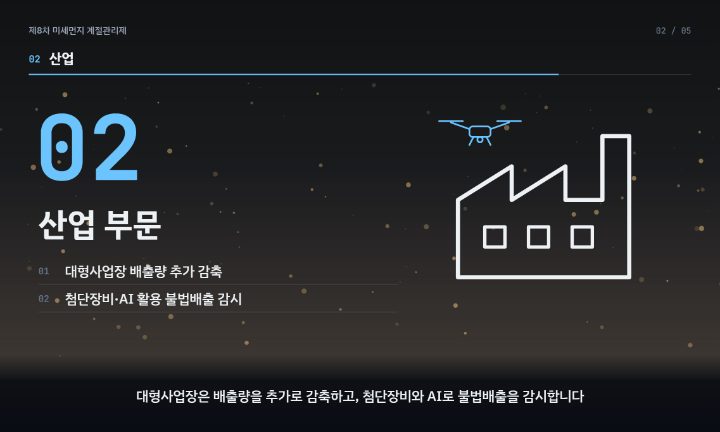 제8차 미세먼지 계절관리제
02 / 05
02 산업
02
산업 부문
01 대형사업장 배출량 추가 감축
02 첨단장비·AI 활용 불법배출 감시
대형사업장은 배출량을 추가로 감축하고, 첨단장비와 AI로 불법배출을 감시합니다